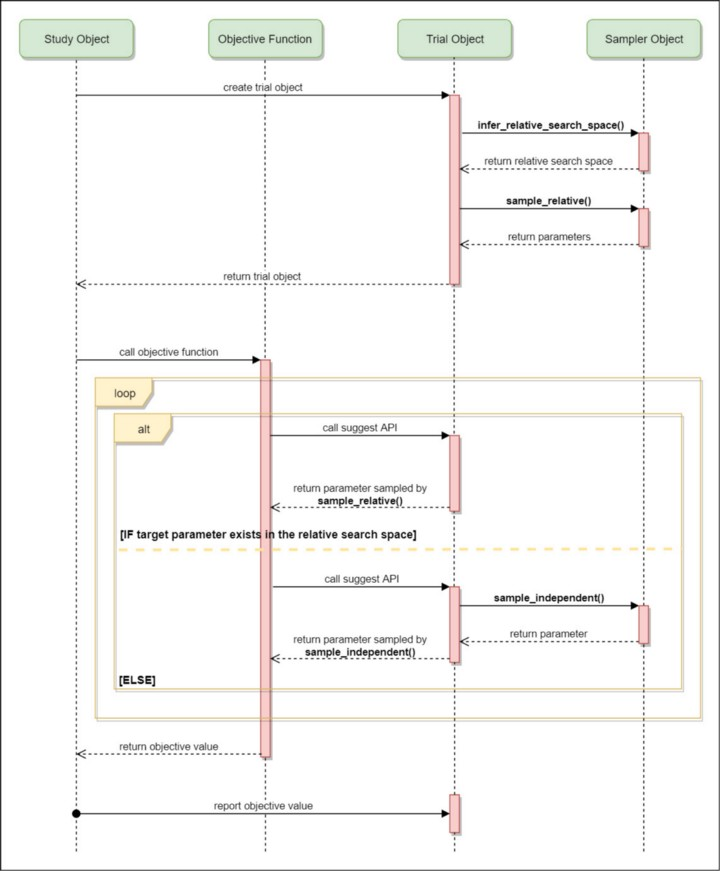 Study Object
Objective Function
Trial Object
Sampler Object
create trial object
infer_relative_search_space()
return relative search space
sample_relative()
return parameters
return trial object
call objective function
loop
alt
call suggest API
return parameter sampled by
sample_relative()
[IF target parameter exists in the relative search space]
call suggest API
sample_independent()
return parameter
return parameter sampled by
sample_independent()
[ELSE]
return objective value
report objective value